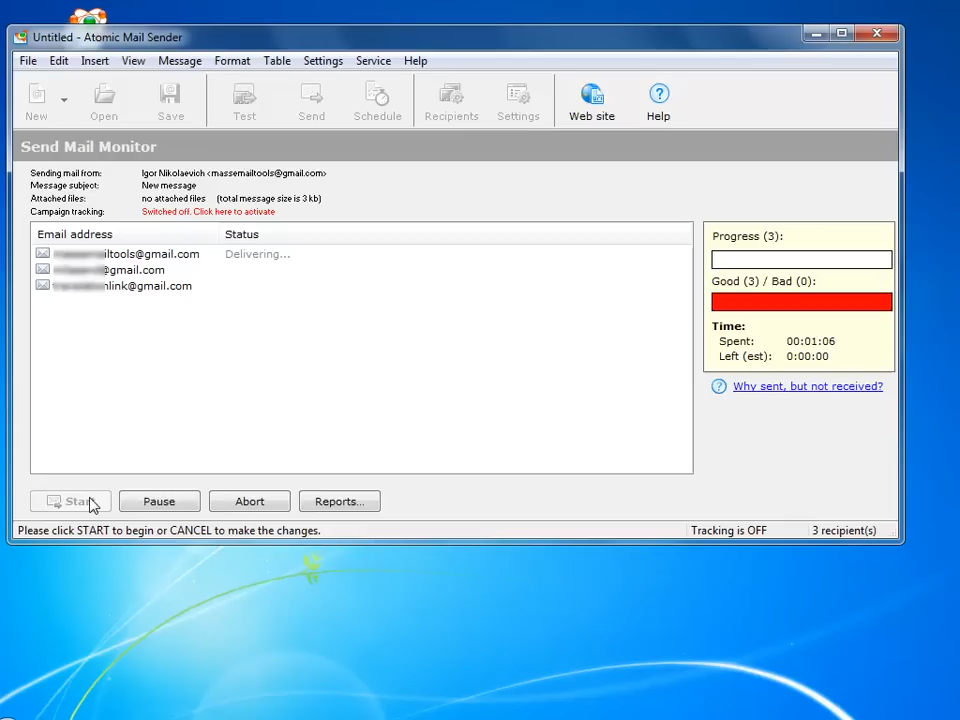 Untitled - Atomic Mail Sender
File Edit Insert View Message Format Table Settings Service Help
New Open Save Test Send Schedule Recipients Settings Web site Help
Send Mail Monitor
Sending mail from: Igor Nikolaevich <massemailtools@gmail.com>
Message subject: New message
Attached files: no attached files (total message size is 3 kb)
Campaign tracking: Switched off. Click here to activate
Email address Status
iltools@gmail.com Delivering...
@gmail.com
nlink@gmail.com
Progress (3):
Good (3) / Bad (0):
Time:
Spent: 00:01:06
Left (est): 0:00:00
Why sent, but not received?
Start Pause Abort Reports...
Please click START to begin or CANCEL to make the changes. Tracking is OFF 3 recipient(s)